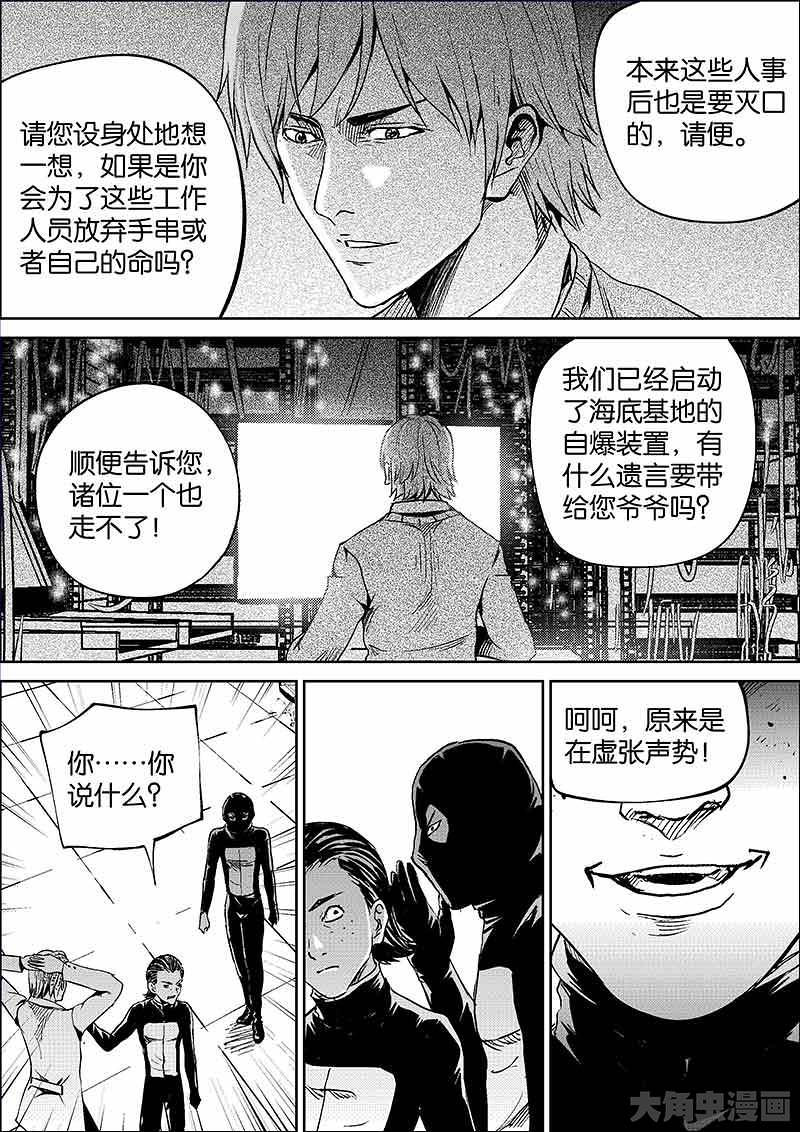 本来这些人事
后也是要灭口
的，请便。
请您设身处地想
一想，如果是你
会为了这些工作
人员放弃手串或
者自己的命吗？
我们已经启动
了海底基地的
自爆装置，有
什么遗言要带
给您爷爷吗？
顺便告诉您，
诸位一个也
走不了！
呵呵，原来是
在虚张声势！
你……你
说什么？
大角虫漫画